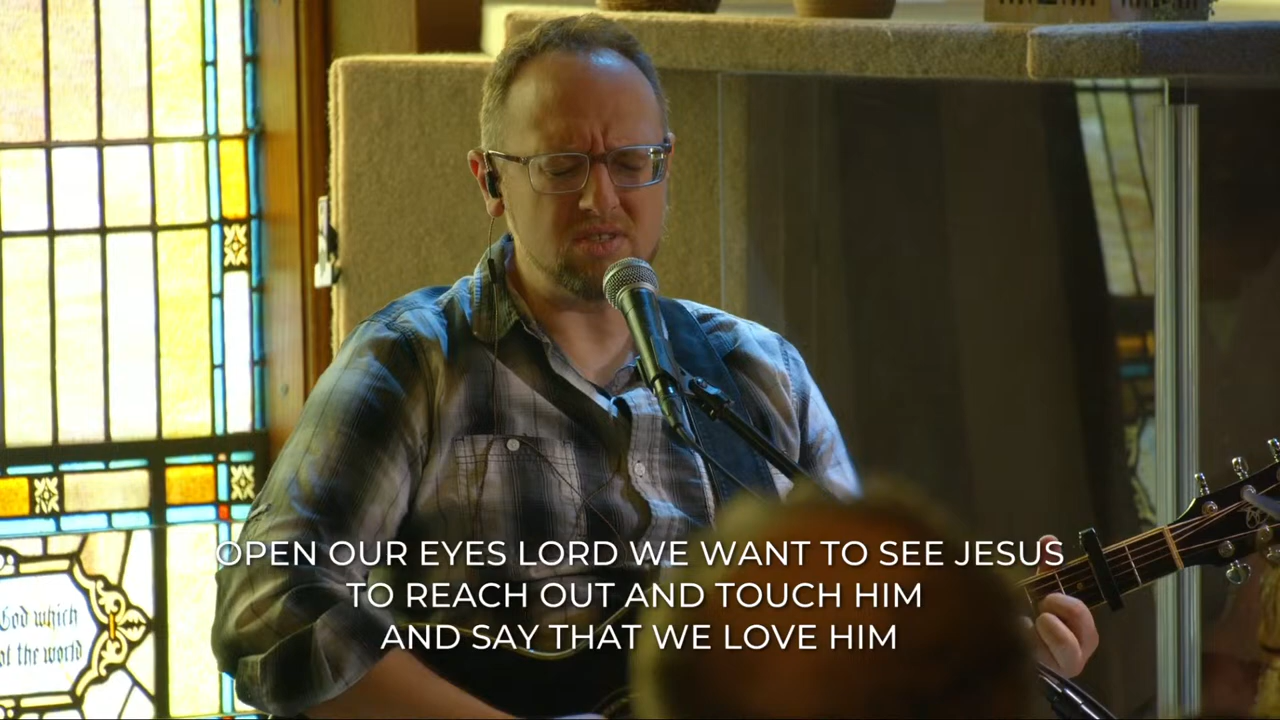 God which
of the world
OPEN OUR EYES LORD WE WANT TO SEE JESUS
TO REACH OUT AND TOUCH HIM
AND SAY THAT WE LOVE HIM